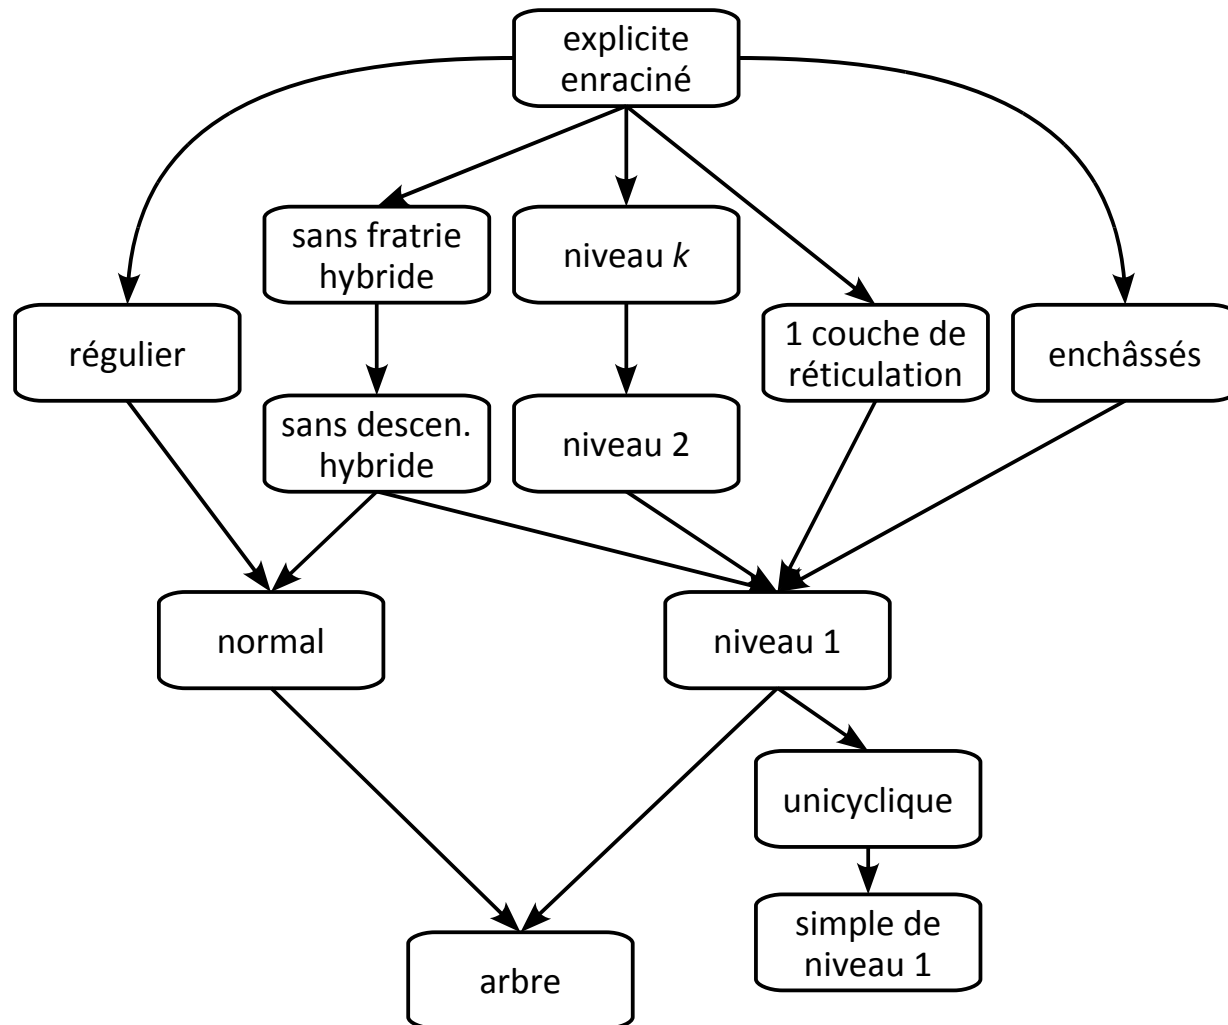 explicite
enraciné
sans fratrie
hybride
niveau k
régulier
1 couche de
réticulation
enchâssés
sans descen.
hybride
niveau 2
normal
niveau 1
unicyclique
simple de
niveau 1
arbre